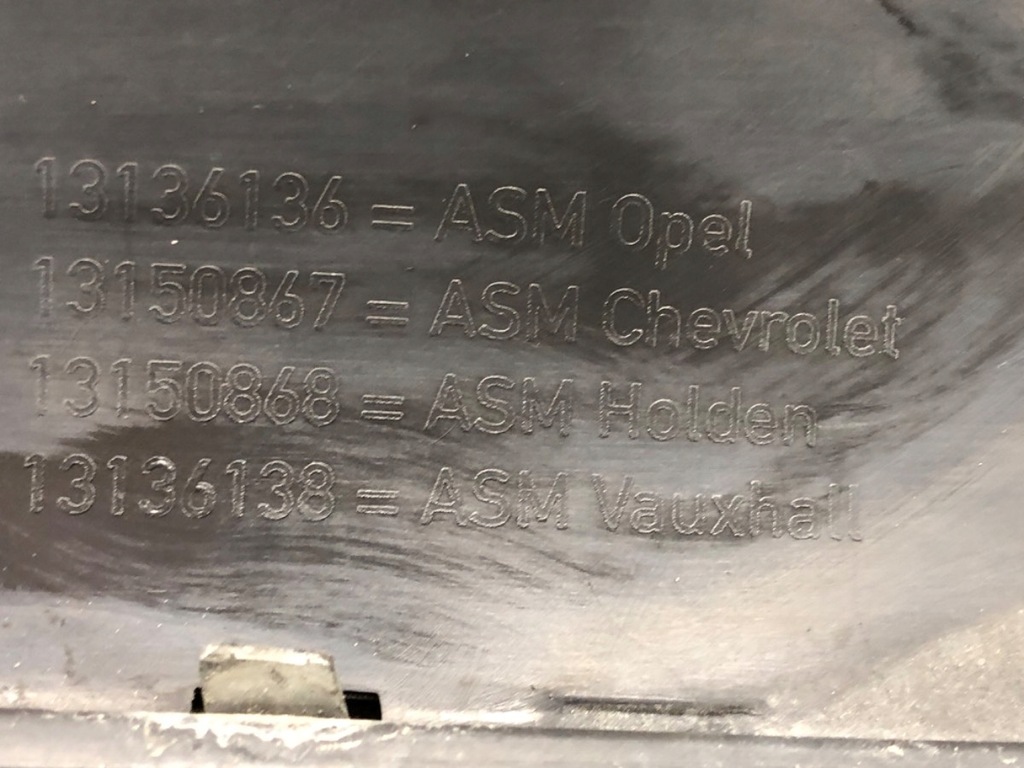 13136136 = ASM Opel
13150867 = ASM Chevrolet
13150868 = ASM Holden
13136138 = ASM Vauxhall